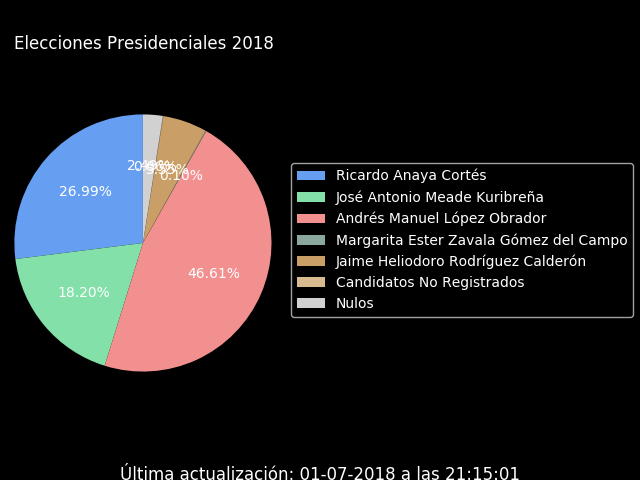 Elecciones Presidenciales 2018
26.99%
18.20%
46.61%
0.10%
Ricardo Anaya Cortés
José Antonio Meade Kuribreña
Andrés Manuel López Obrador
Margarita Ester Zavala Gómez del Campo
Jaime Heliodoro Rodríguez Calderón
Candidatos No Registrados
Nulos
Última actualización: 01-07-2018 a las 21:15:01